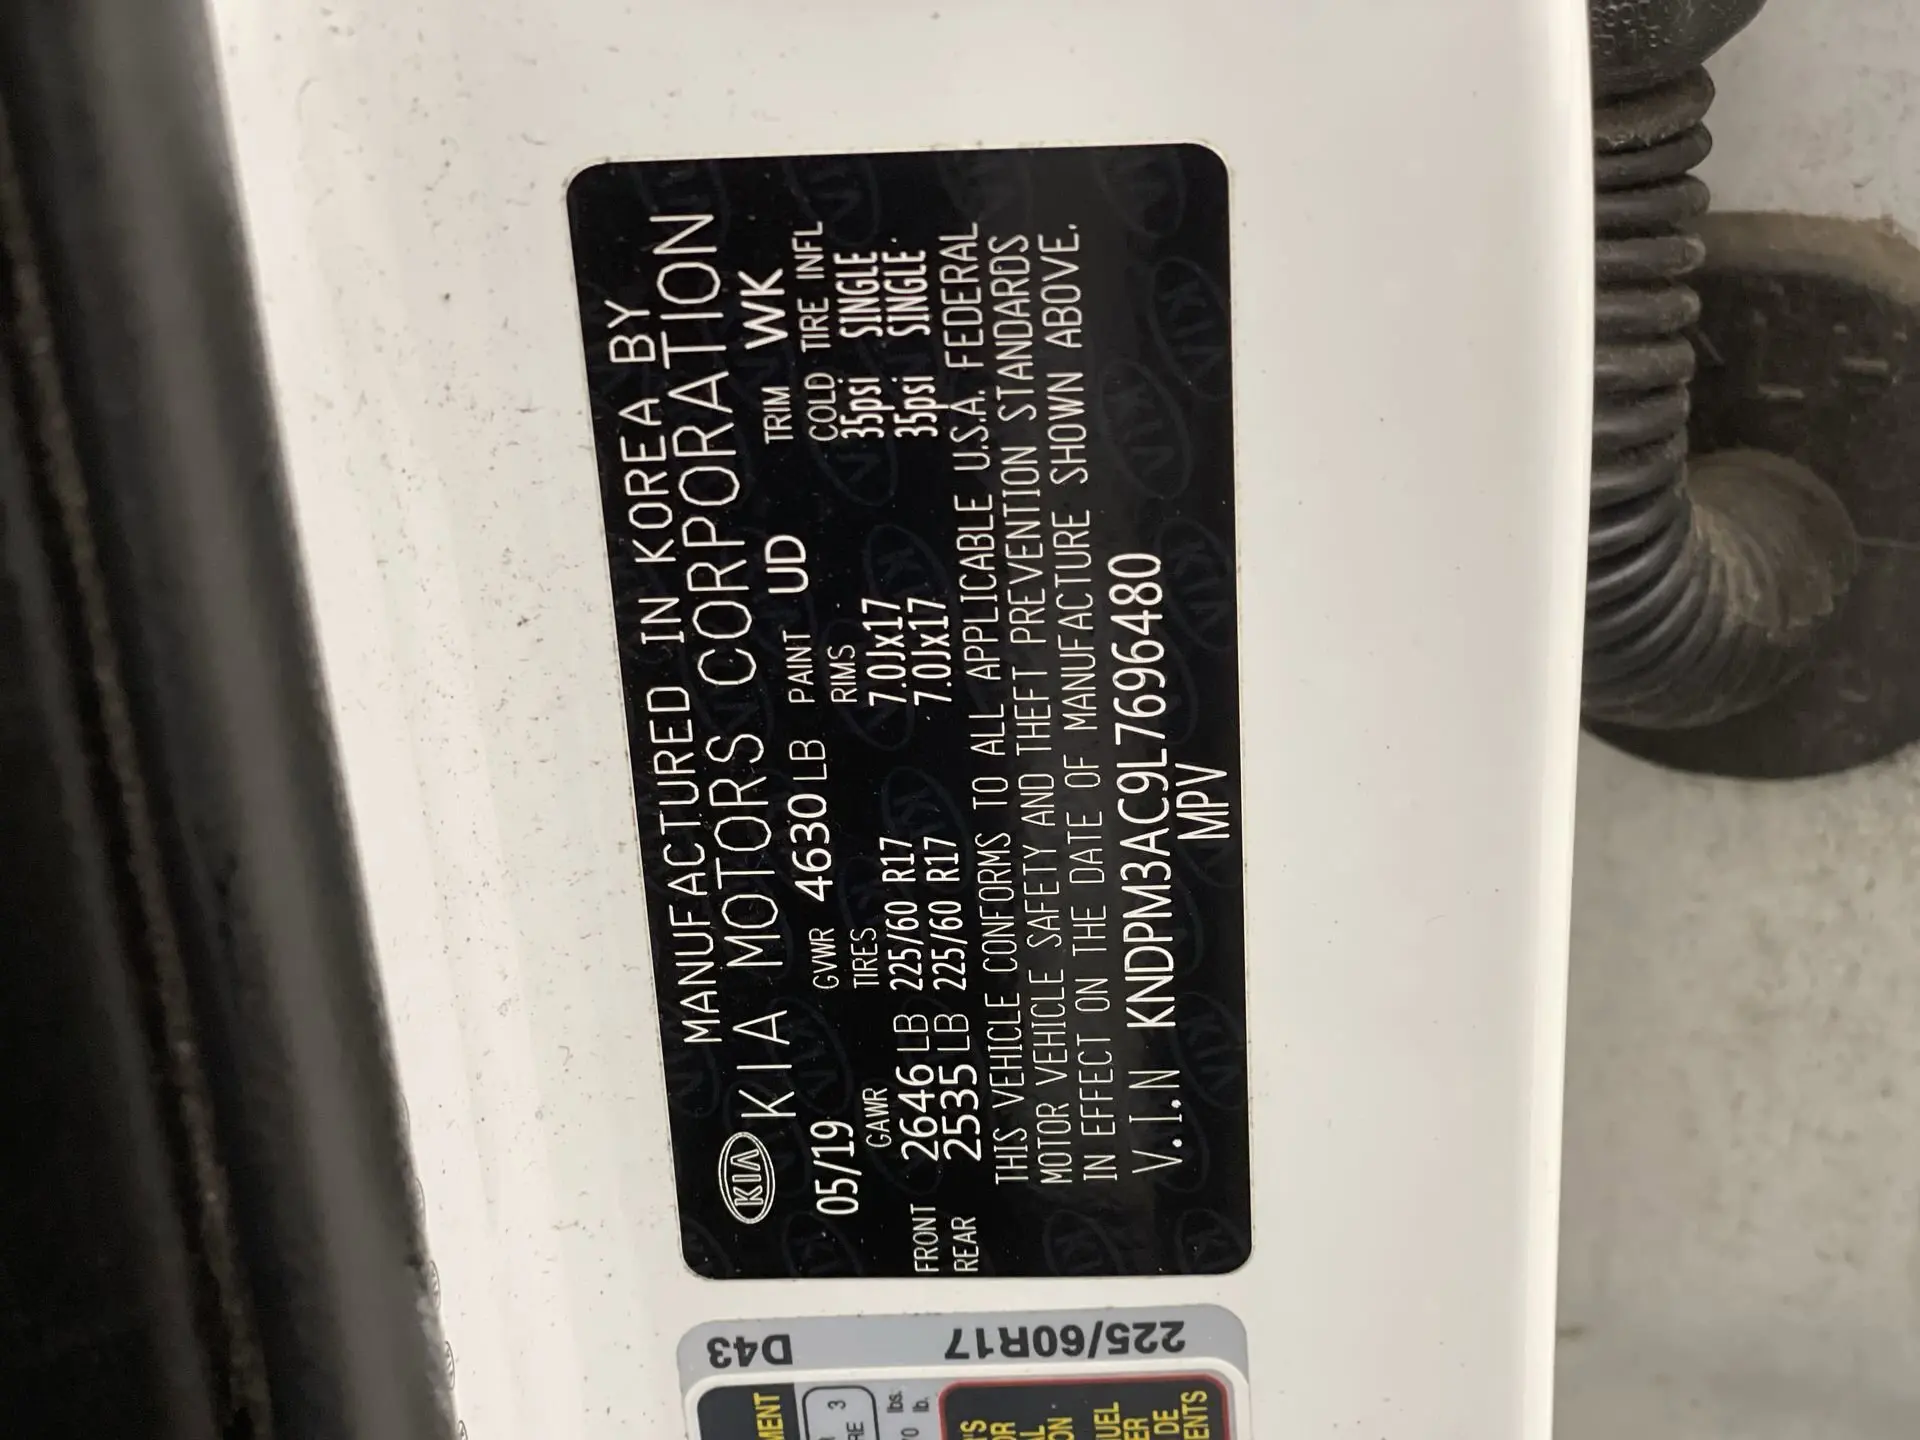 MANUFACTURED IN KOREA BY
KIA KIA MOTORS CORPORATION
05/19 GVWR 4630 LB PAINT UD TRIM WK
GAWR TIRES RIMS COLD TIRE INFL
FRONT 2646 LB 225/60 R17 7.0Jx17 35psi SINGLE
REAR 2535 LB 225/60 R17 7.0Jx17 35psi SINGLE
THIS VEHICLE CONFORMS TO ALL APPLICABLE U.S.A. FEDERAL
MOTOR VEHICLE SAFETY AND THEFT PREVENTION STANDARDS
IN EFFECT ON THE DATE OF MANUFACTURE SHOWN ABOVE.
V.I.N KNDPM3AC9L7696480
MPV
225/60R17 D43